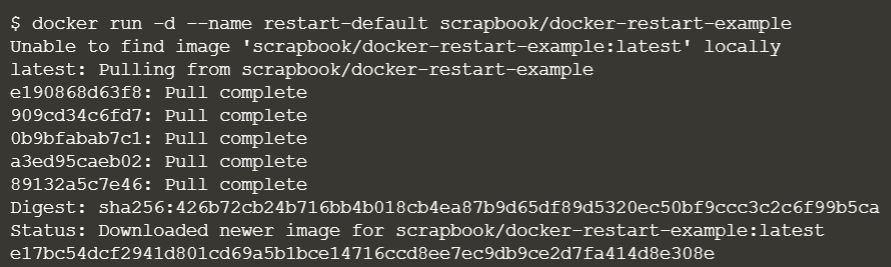 $ docker run -d --name restart-default scrapbook/docker-restart-example
Unable to find image 'scrapbook/docker-restart-example:latest' locally
latest: Pulling from scrapbook/docker-restart-example
e190868d63f8: Pull complete
909cd34c6fd7: Pull complete
0b9bfabab7c1: Pull complete
a3ed95caeb02: Pull complete
89132a5c7e46: Pull complete
Digest: sha256:426b72cb24b716bb4b018cb4ea87b9d65df89d5320ec50bf9ccc3c2c6f99b5ca
Status: Downloaded newer image for scrapbook/docker-restart-example:latest
e17bc54dcf2941d801cd69a5b1bce14716ccd8ee7ec9db9ce2d7fa414d8e308e